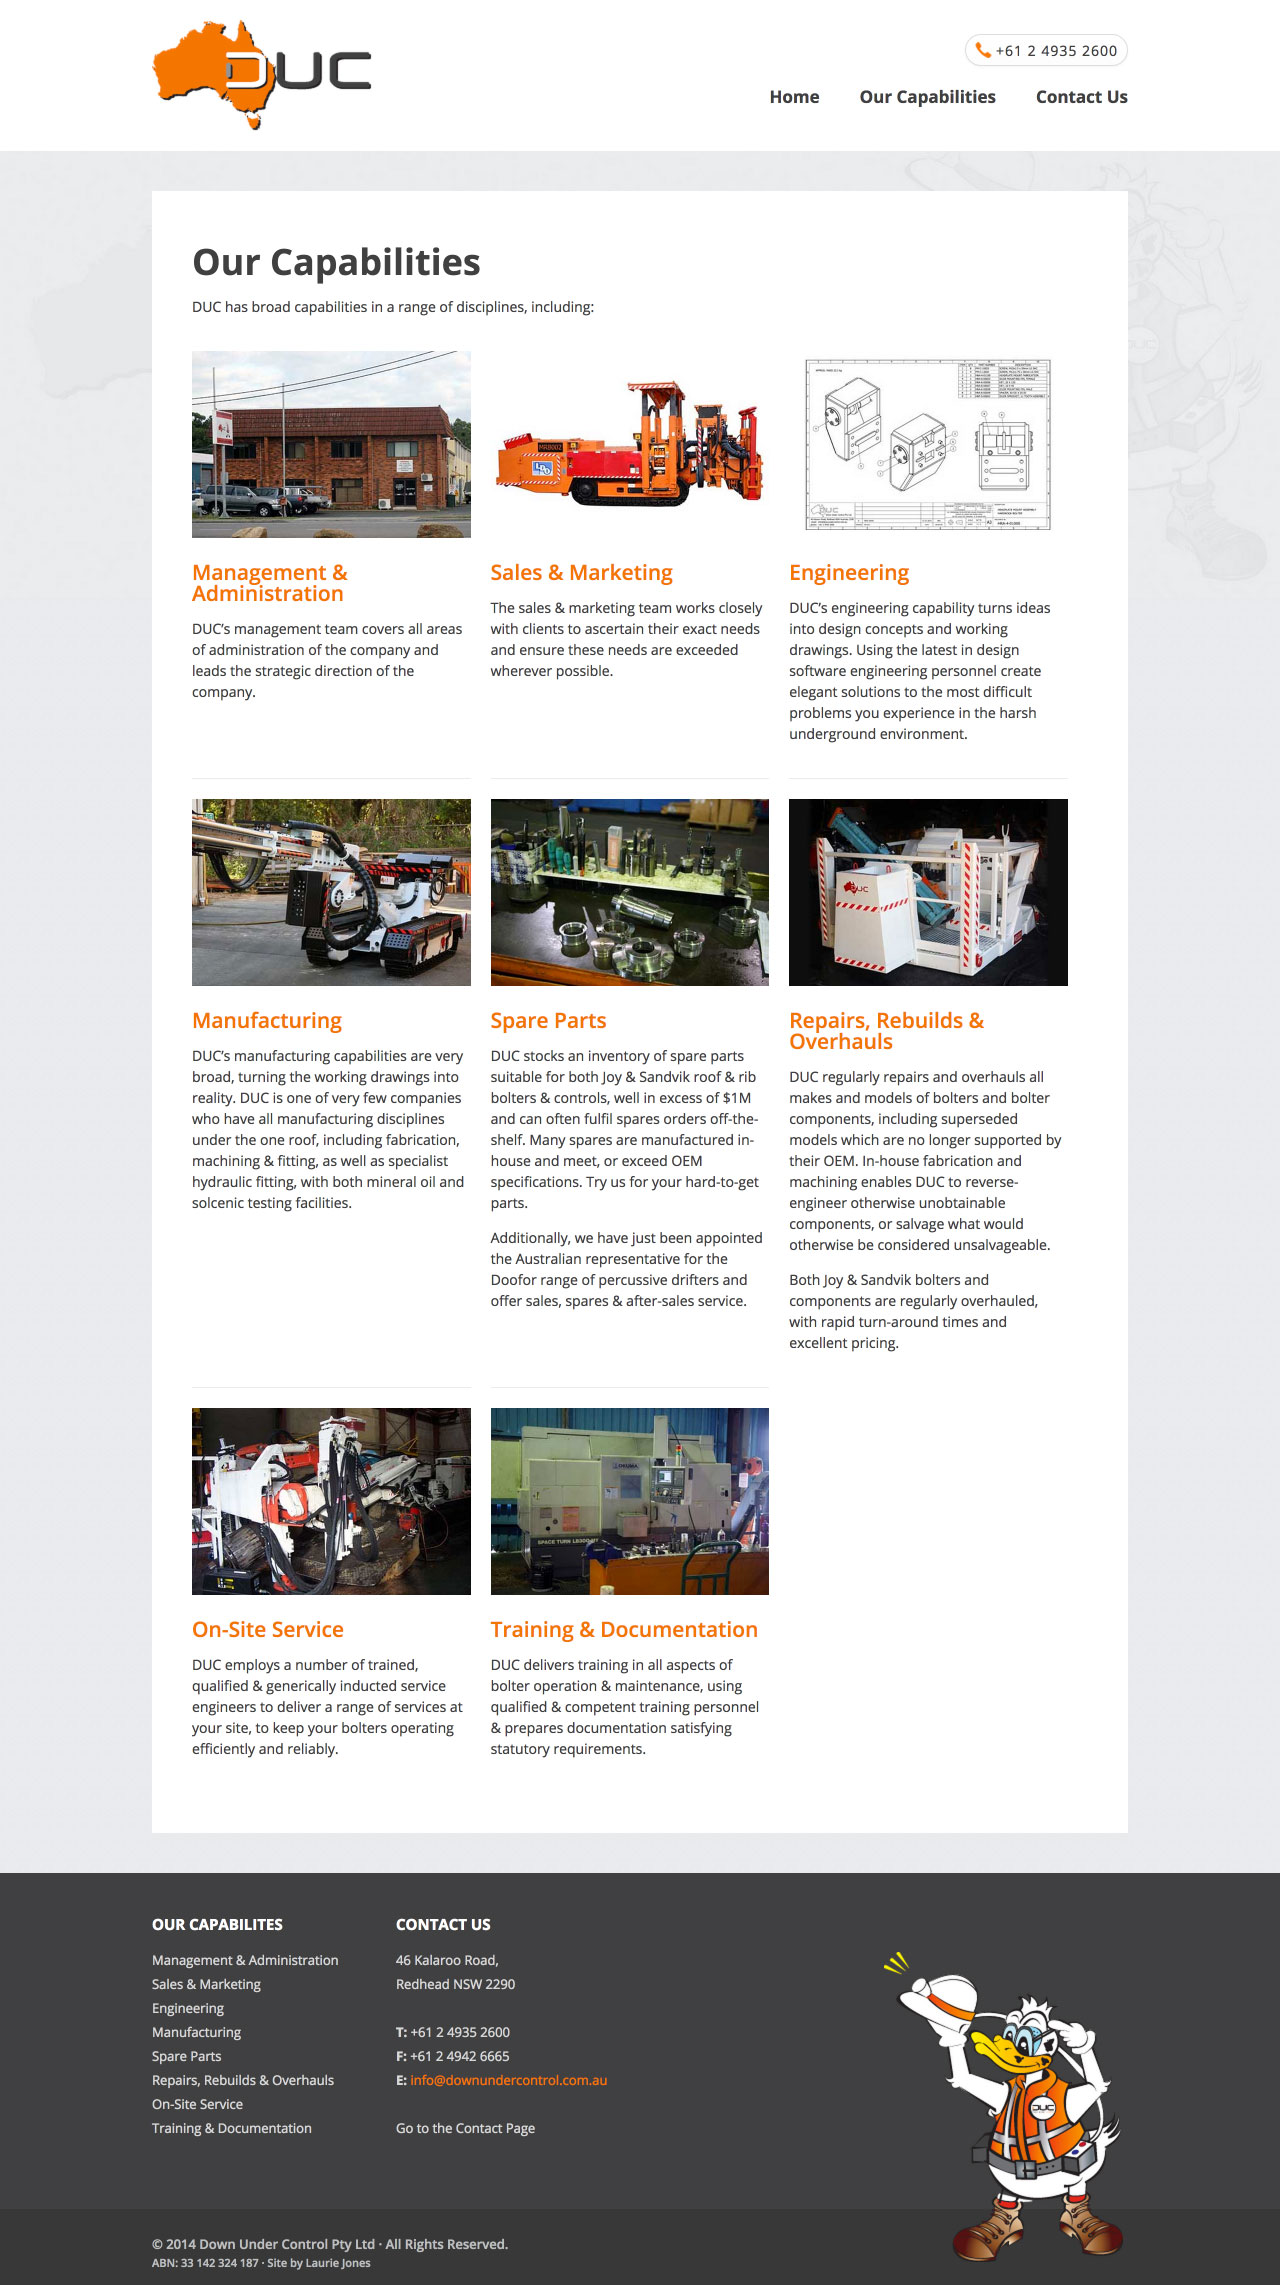 DUC
+61 2 4935 2600
Home
Our Capabilities
Contact Us
Our Capabilities
DUC has broad capabilities in a range of disciplines, including:
Management &
Administration
DUC’s management team covers all areas
of administration of the company and
leads the strategic direction of the
company.
Sales & Marketing
The sales & marketing team works closely
with clients to ascertain their exact needs
and ensure these needs are exceeded
wherever possible.
DUC
Engineering
DUC’s engineering capability turns ideas
into design concepts and working
drawings. Using the latest in design
software engineering personnel create
elegant solutions to the most difficult
problems you experience in the harsh
underground environment.
Manufacturing
DUC’s manufacturing capabilities are very
broad, turning the working drawings into
reality. DUC is one of very few companies
who have all manufacturing disciplines
under the one roof, including fabrication,
machining & fitting, as well as specialist
hydraulic fitting, with both mineral oil and
solcenic testing facilities.
Spare Parts
DUC stocks an inventory of spare parts
suitable for both Joy & Sandvik roof & rib
bolters & controls, well in excess of $1M
and can often fulfil spares orders off-the-
shelf. Many spares are manufactured in-
house and meet, or exceed OEM
specifications. Try us for your hard-to-get
parts.
Additionally, we have just been appointed
the Australian representative for the
Doofor range of percussive drifters and
offer sales, spares & after-sales service.
DUC
Repairs, Rebuilds &
Overhauls
DUC regularly repairs and overhauls all
makes and models of bolters and bolter
components, including superseded
models which are no longer supported by
their OEM. In-house fabrication and
machining enables DUC to reverse-
engineer otherwise unobtainable
components, or salvage what would
otherwise be considered unsalvageable.
Both Joy & Sandvik bolters and
components are regularly overhauled,
with rapid turn-around times and
excellent pricing.
On-Site Service
DUC employs a number of trained,
qualified & generically inducted service
engineers to deliver a range of services at
your site, to keep your bolters operating
efficiently and reliably.
OKUMA
SPACE TURN
Training & Documentation
DUC delivers training in all aspects of
bolter operation & maintenance, using
qualified & competent training personnel
& prepares documentation satisfying
statutory requirements.
OUR CAPABILITES
Management & Administration
Sales & Marketing
Engineering
Manufacturing
Spare Parts
Repairs, Rebuilds & Overhauls
On-Site Service
Training & Documentation
CONTACT US
46 Kalaroo Road,
Redhead NSW 2290
T: +61 2 4935 2600
F: +61 2 4942 6665
E: info@downundercontrol.com.au
Go to the Contact Page
DUC
© 2014 Down Under Control Pty Ltd · All Rights Reserved.
ABN: 33 142 324 187 · Site by Laurie Jones